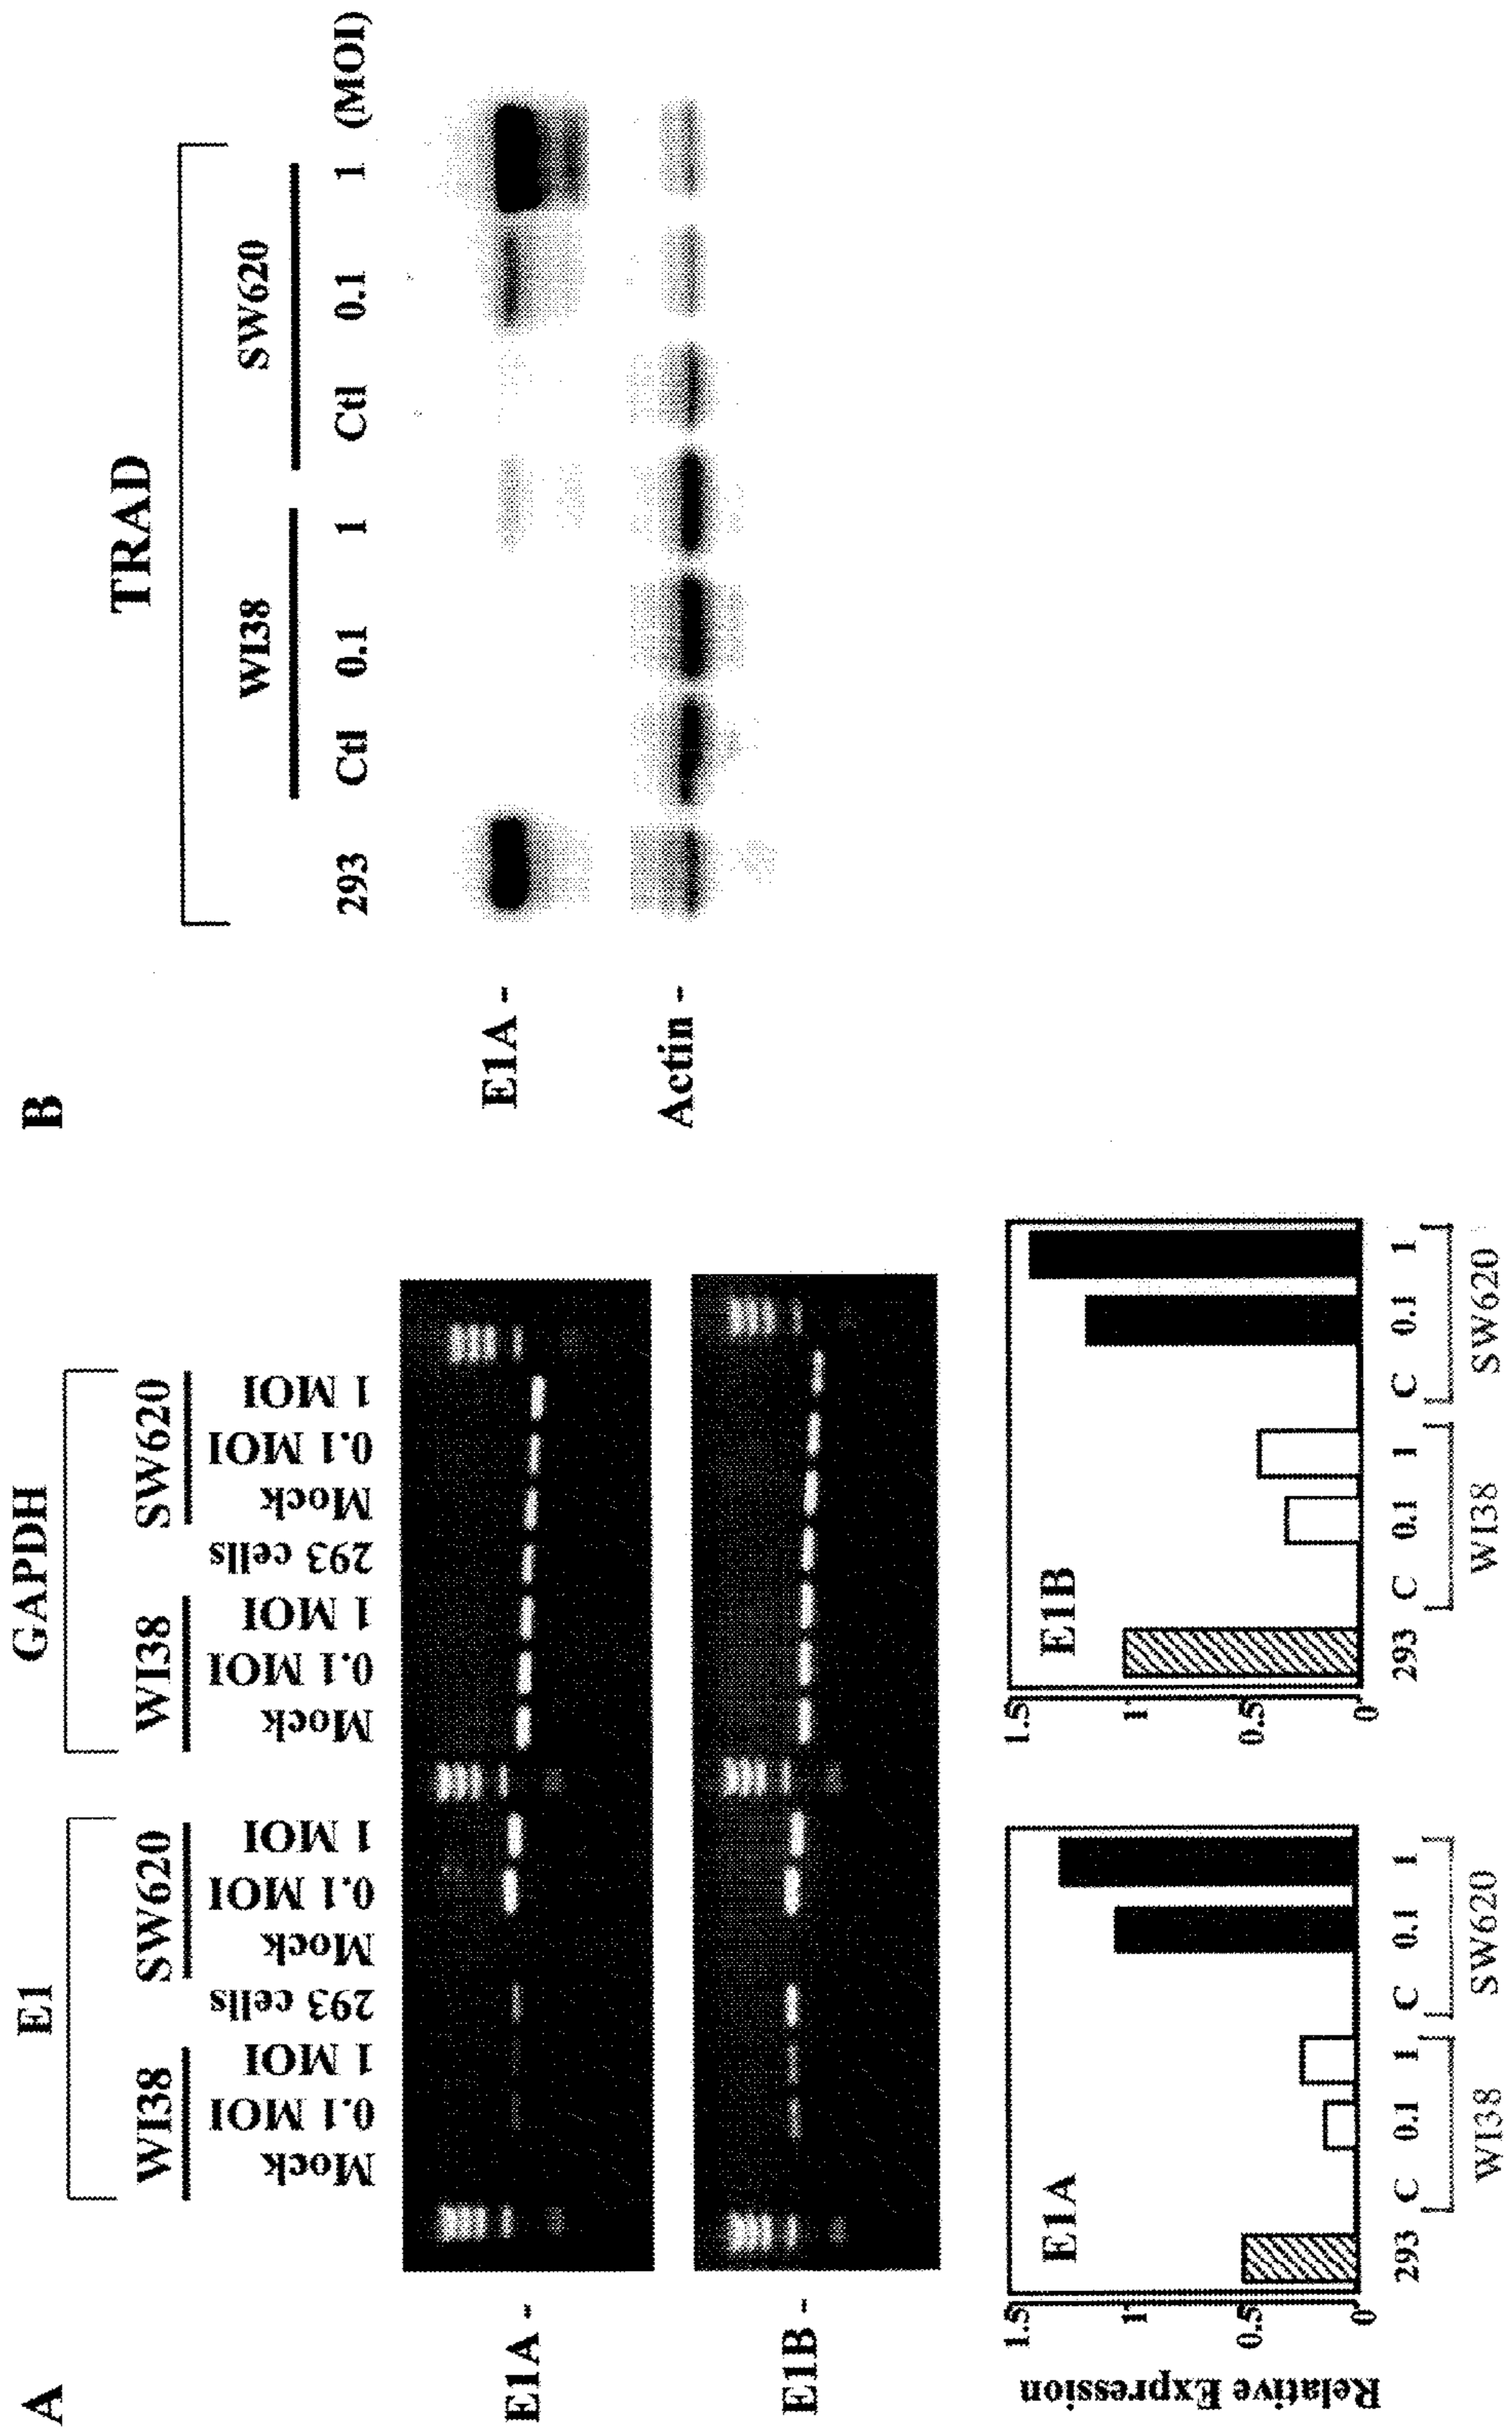 A
E1
GAPDH
WI38
SW620
WI38
SW620
Mock
0.1 MOI
1 MOI
293 cells
Mock
0.1 MOI
1 MOI
Mock
0.1 MOI
1 MOI
293 cells
Mock
0.1 MOI
1 MOI
E1A -
E1B -
Relative Expression
1.5
1
0.5
0
E1A
293 C 0.1 1 C 0.1 1
WI38 SW620
1.5
1
0.5
0
E1B
293 C 0.1 1 C 0.1 1
WI38 SW620
B
TRAD
WI38 SW620
293 Ctl 0.1 1 Ctl 0.1 1 (MOI)
E1A -
Actin -